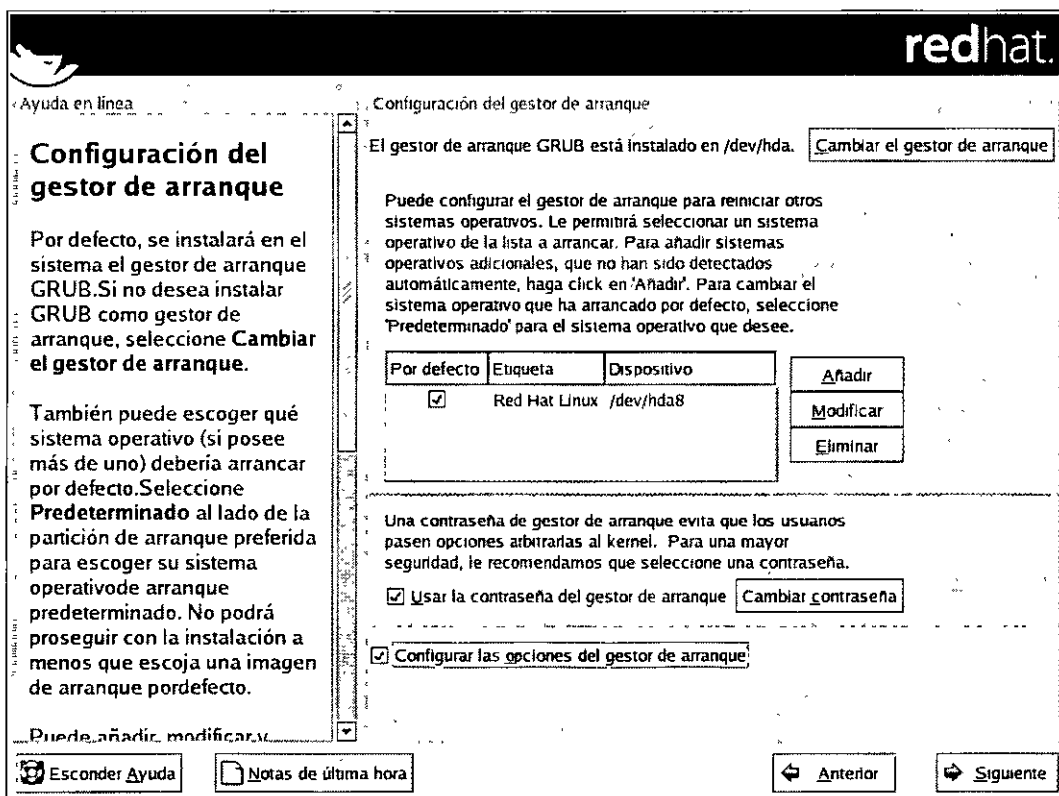 redhat.
Ayuda en línea
Configuración del
gestor de arranque
Por defecto, se instalará en el
sistema el gestor de arranque
GRUB.Si no desea instalar
GRUB como gestor de
arranque, seleccione Cambiar
el gestor de arranque.
También puede escoger qué
sistema operativo (si posee
más de uno) debería arrancar
por defecto.Seleccione
Predeterminado al lado de la
partición de arranque preferida
para escoger su sistema
operativode arranque
predeterminado. No podrá
proseguir con la instalación a
menos que escoja una imagen
de arranque pordefecto.
Puede añadir, modificar y
Configuración del gestor de arranque
El gestor de arranque GRUB está instalado en /dev/hda. Cambiar el gestor de arranque
Puede configurar el gestor de arranque para reiniciar otros
sistemas operativos. Le permitirá seleccionar un sistema
operativo de la lista a arrancar. Para añadir sistemas
operativos adicionales, que no han sido detectados
automáticamente, haga click en 'Añadir'. Para cambiar el
sistema operativo que ha arrancado por defecto, seleccione
'Predeterminado' para el sistema operativo que desee.
Por defecto Etiqueta Dispositivo
Red Hat Linux /dev/hda8
Añadir
Modificar
Eliminar
Una contraseña de gestor de arranque evita que los usuarios
pasen opciones arbitrarias al kernel. Para una mayor
seguridad, le recomendamos que seleccione una contraseña.
Usar la contraseña del gestor de arranque Cambiar contraseña
Configurar las opciones del gestor de arranque
Esconder Ayuda Notas de última hora Anterior Siguiente